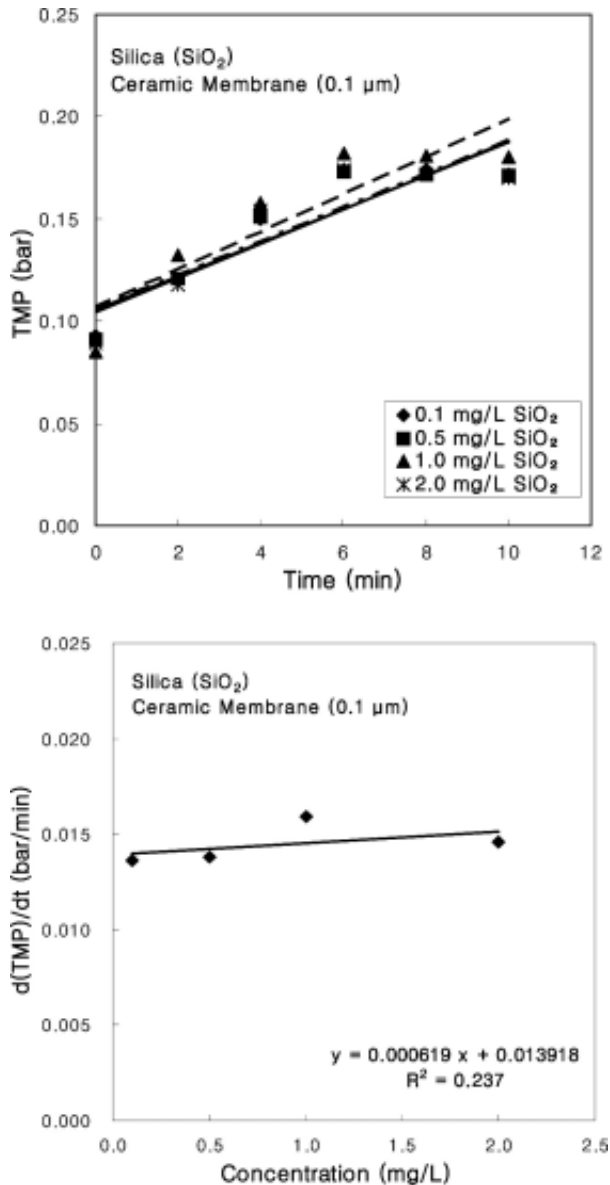 0.25
Silica (SiO₂)
Ceramic Membrane (0.1 μm)
0.20
0.15
TMP (bar)
0.10
0.05
◆ 0.1 mg/L SiO₂
■ 0.5 mg/L SiO₂
▲ 1.0 mg/L SiO₂
0.00
0 2 4 6 8 10 12
Time (min)
2.0 mg/L SiO₂
0.025
Silica (SiO₂)
Ceramic Membrane (0.1 μm)
0.020
0.015
d(TMP)/dt (bar/min)
0.010
0.005
y = 0.000619 x + 0.013918
R² = 0.237
0.000
0.0 0.5 1.0 1.5 2.0 2.5
Concentration (mg/L)